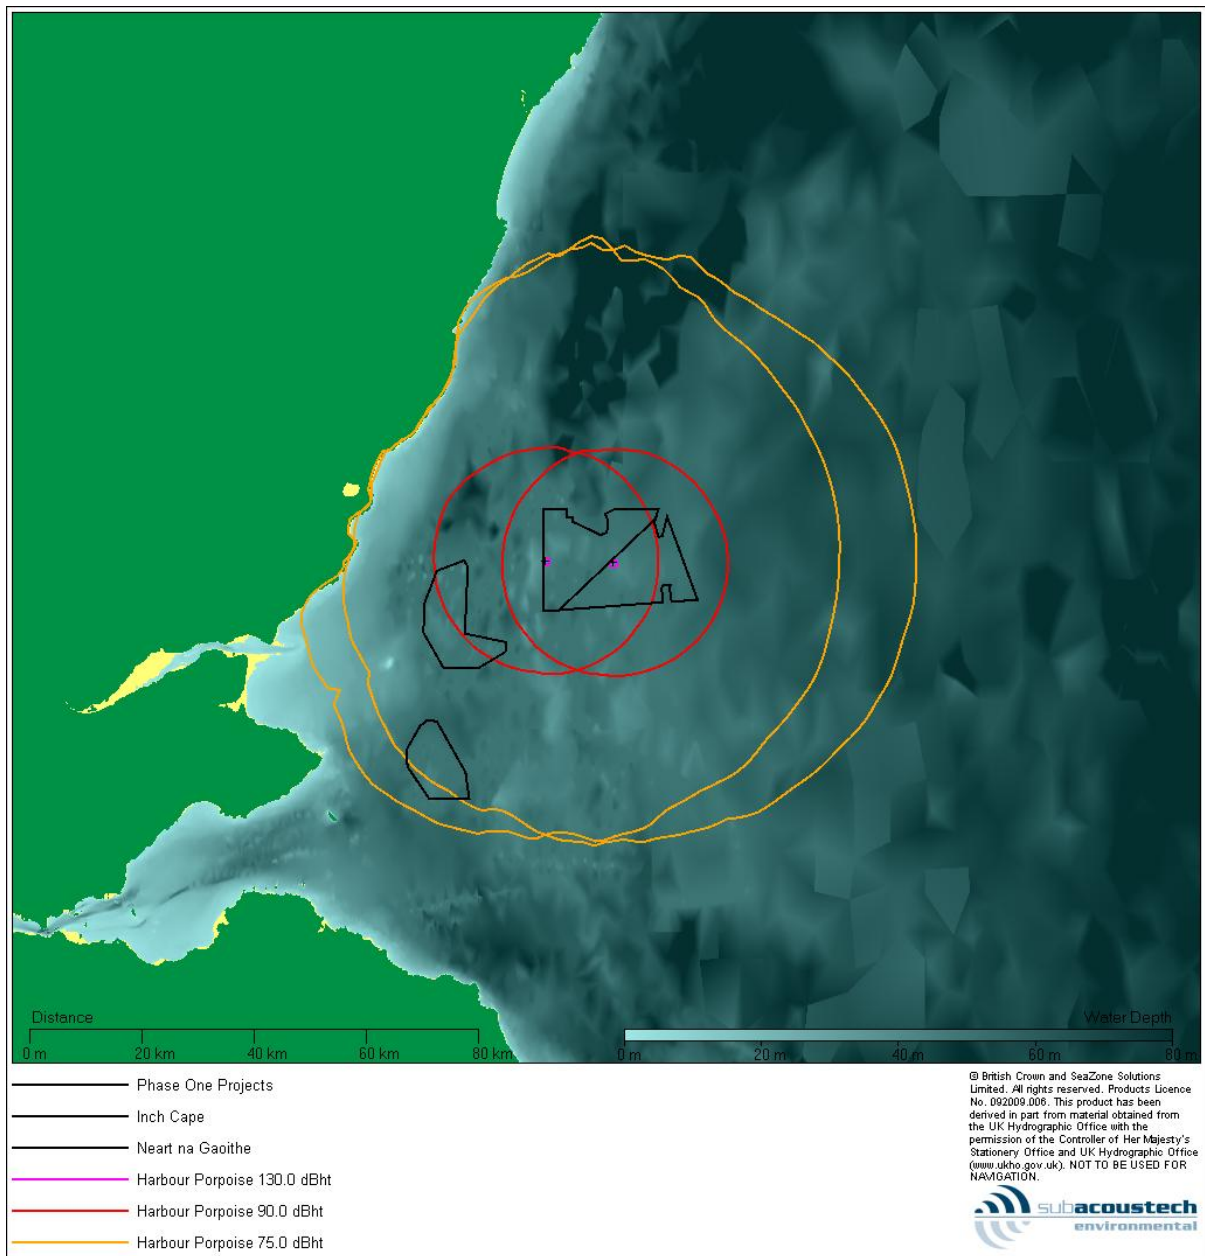 Distance
Water Depth
0 m 20 km 40 km 60 km 80 km
0 m 20 m 40 m 60 m 80 m
Phase One Projects
Inch Cape
Neart na Gaoithe
Harbour Porpoise 130.0 dBht
Harbour Porpoise 90.0 dBht
Harbour Porpoise 75.0 dBht
© British Crown and SeaZone Solutions
Limited. All rights reserved. Products Licence
No. 092009.006. This product has been
derived in part from material obtained from
the UK Hydrographic Office with the
permission of the Controller of Her Majesty's
Stationery Office and UK Hydrographic Office
(www.ukho.gov.uk). NOT TO BE USED FOR
NAVIGATION.
subacoustech
environmental